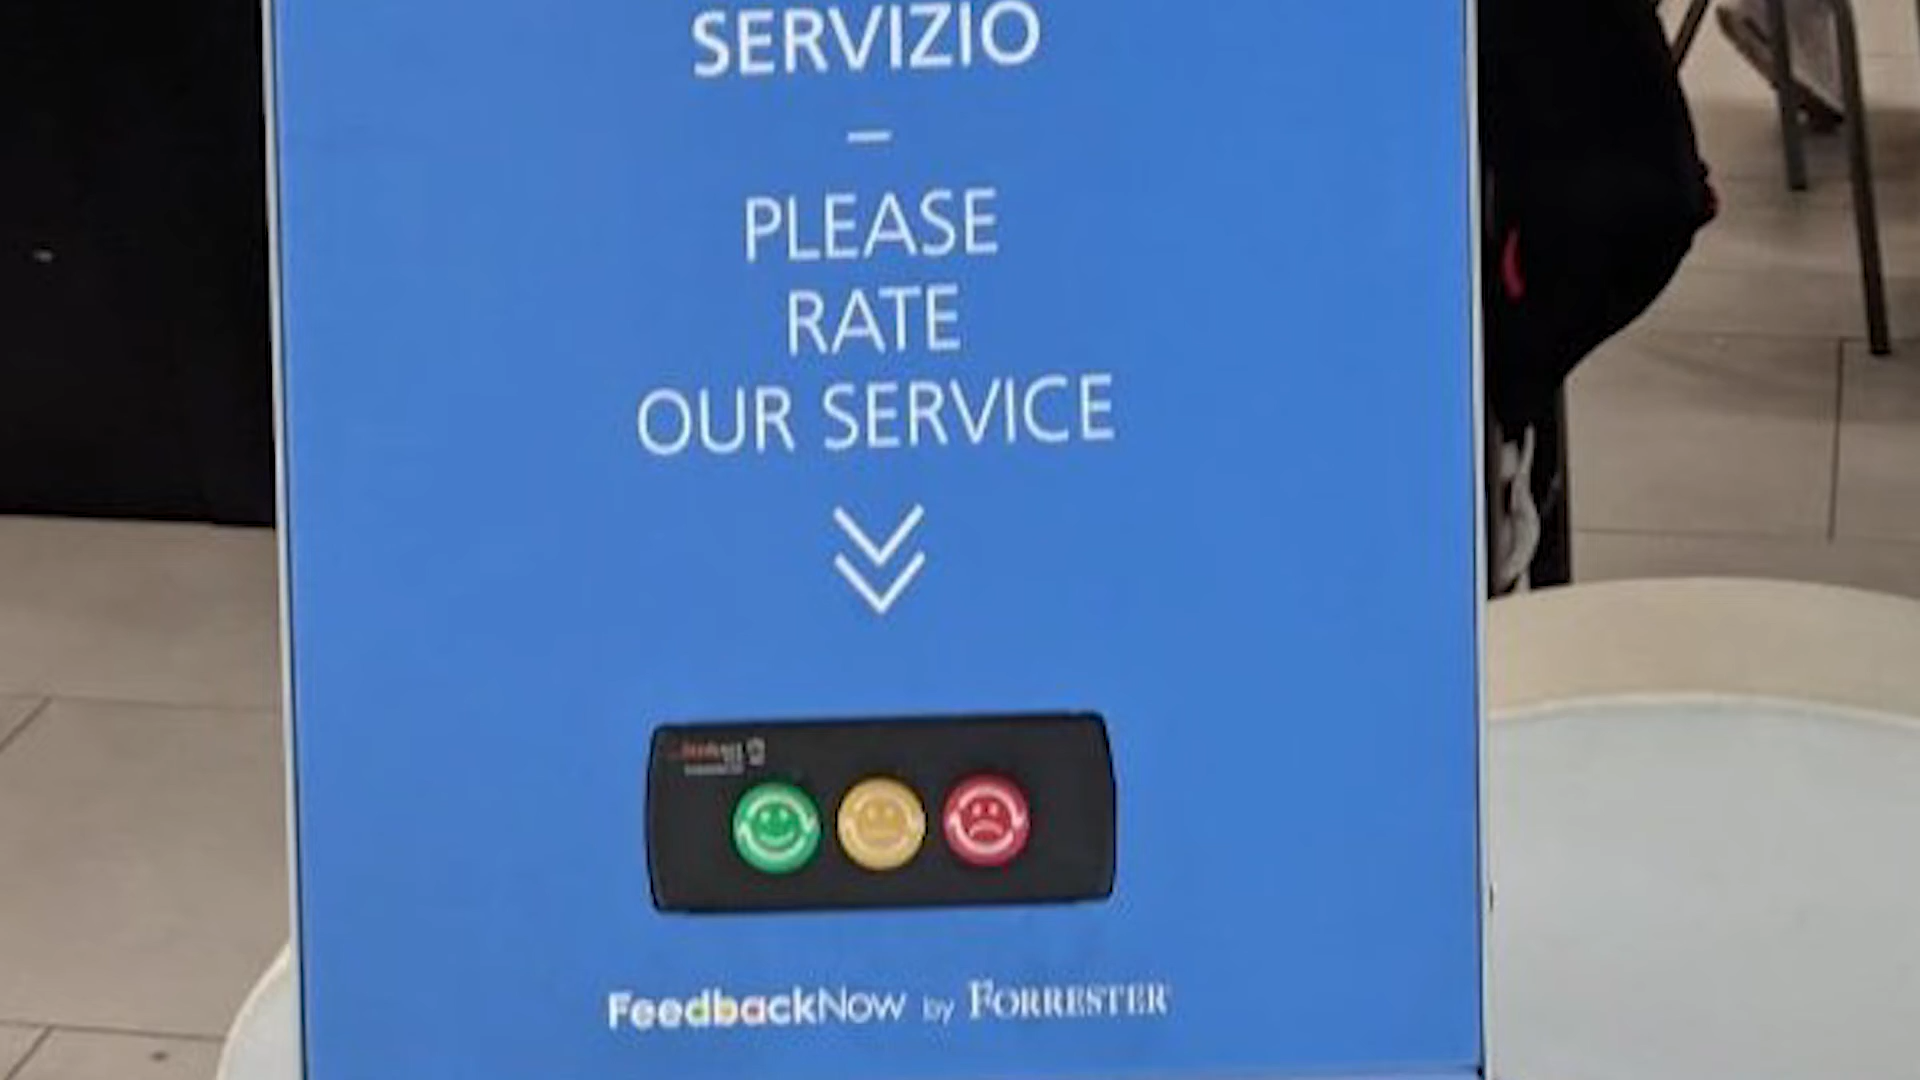 SERVIZIO
–
PLEASE
RATE
OUR SERVICE
FeedbackNow by FORRESTER